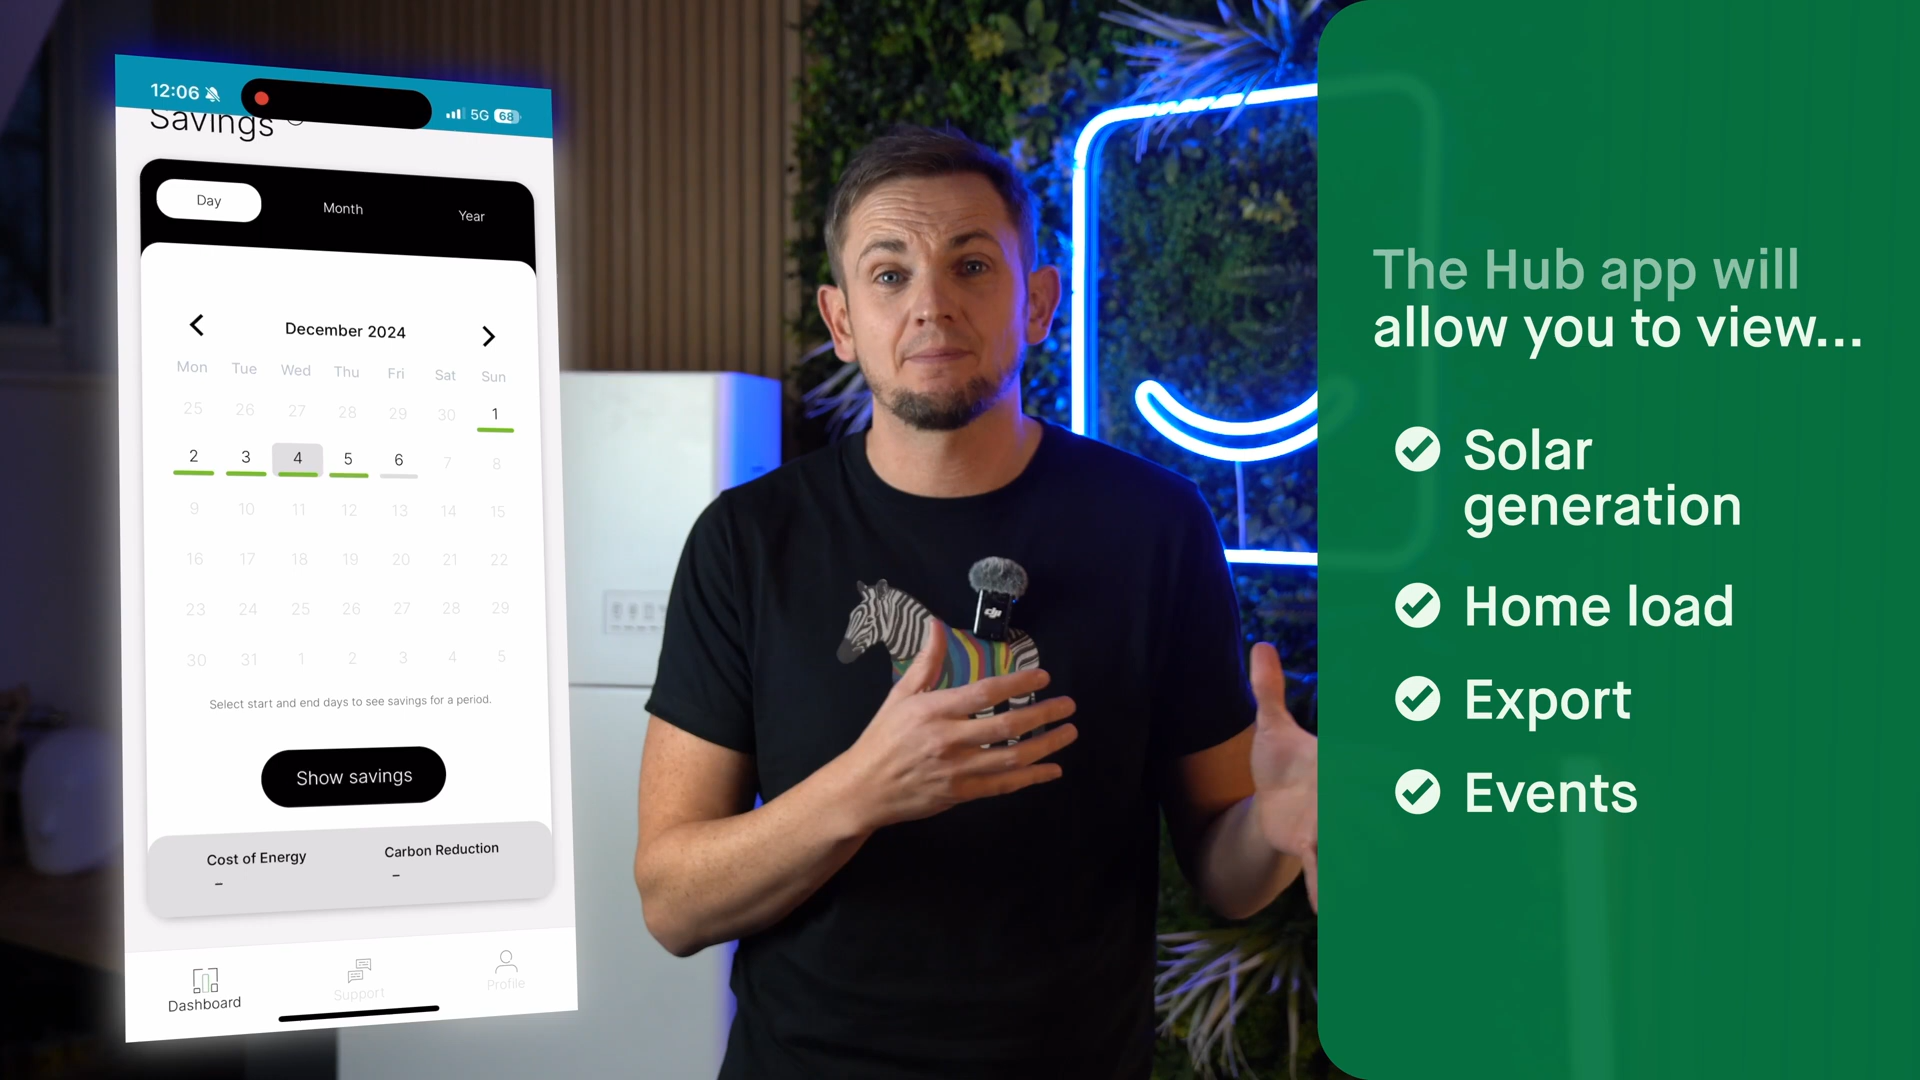 12:06
5G 68
Savings
Day Month Year
December 2024
Mon Tue Wed Thu Fri Sat Sun
25 26 27 28 29 30 1
2 3 4 5 6 7 8
9 10 11 12 13 14 15
16 17 18 19 20 21 22
23 24 25 26 27 28 29
30 31 1 2 3 4 5
Select start and end days to see savings for a period.
Show savings
Cost of Energy Carbon Reduction
– –
Dashboard Support Profile
dji
The Hub app will
allow you to view...
Solar
generation
Home load
Export
Events